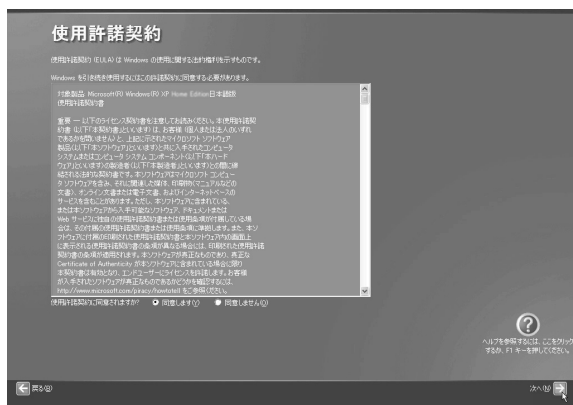 使用許諾契約
使用許諾契約 (EULA) は Windows の使用に関する法的権利を示すものです。
Windows を引き続き使用するにはこの許諾契約に同意する必要があります。
対象製品 Microsoft(R) Windows(R) XP Home Edition日本語版
使用許諾契約書
重要 — 以下のライセンス契約書を注意してお読みください。本使用許諾契
約書 (以下「本契約書」といいます) は、お客様 (個人または法人のいずれ
であるかを問いません) と、上記に示されたマイクロソフト ソフトウェア
製品(以下「本ソフトウェア」といいます)と共に入手されたコンピュータ
システムまたはコンピュータ システム コンポーネント(以下「本ハード
ウェア」といいます)の製造者(以下「本製造者」といいます)との間に締
結される法的な契約書です。本ソフトウェアはマイクロソフト コンピュー
タ ソフトウェアを含み、それに関連した媒体、印刷物(マニュアルなどの
文書)、オンライン文書または電子文書、およびインターネットベースの
サービスを含むことがあります。ただし、本ソフトウェアに含まれている、
または本ソフトウェアから入手可能なソフトウェア、ドキュメントまたは
Web サービスに独自の使用許諾契約書または使用条項が付属している場
合は、その付属の使用許諾契約書または使用条項に準拠します。また、本ソ
フトウェアに付属の印刷された使用許諾契約書と本ソフトウェア内の画面上
に表示される使用許諾契約書の条項が異なる場合には、印刷された使用許諾
契約書の条項が適用されます。本ソフトウェアが真正なものであり、真正な
Certificate of Authenticity が本ソフトウェアに含まれている場合に限り
本契約書は有効となり、エンドユーザーにライセンスを許諾します。お客様
が入手されたソフトウェアが真正なものであるかどうかを確認するには、
http://www.microsoft.com/piracy/howtotell をご参照ください。
使用許諾契約に同意されますか? 同意します(Y) 同意しません(O)
ヘルプを参照するには、ここをクリック
するか、F1 キーを押してください。
戻る(B)
次へ(N)